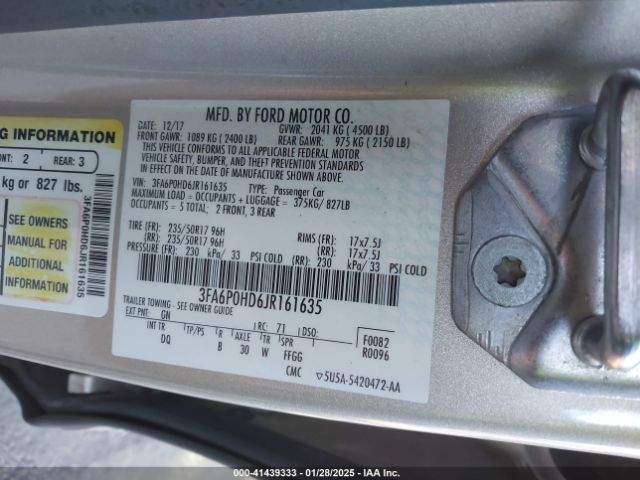 G INFORMATION
ONT: 2 REAR: 3
kg or 827 lbs.
SEE OWNERS
MANUAL FOR
ADDITIONAL
INFORMATION
3FA6P0HD6JR161635
MFD. BY FORD MOTOR CO.
DATE: 12/17 GVWR: 2041 KG ( 4500 LB)
FRONT GAWR: 1089 KG ( 2400 LB) REAR GAWR: 975 KG ( 2150 LB)
THIS VEHICLE CONFORMS TO ALL APPLICABLE FEDERAL MOTOR
VEHICLE SAFETY, BUMPER, AND THEFT PREVENTION STANDARDS
IN EFFECT ON THE DATE OF MANUFACTURE SHOWN ABOVE.
VIN: 3FA6P0HD6JR161635 TYPE: Passenger Car
MAXIMUM LOAD = OCCUPANTS + LUGGAGE = 375KG/ 827LB
OCCUPANTS = 5 TOTAL; 2 FRONT, 3 REAR
TIRE (FR): 235/50R17 96H RIMS (FR): 17x7.5J
(RR): 235/50R17 96H (RR): 17x7.5J
PRESSURE (FR): 230 kPa/ 33 PSI COLD (RR): 230 kPa/ 33 PSI COLD
3FA6P0HD6JR161635
TRAILER TOWING - SEE OWNER GUIDE
EXT PNT: GN RC: 71 DSO:
INT TR TP/PS R AXLE TR SPR
DQ B 30 W FFGG
F0082
R0096
CMC ▽5U5A-5420472-AA
000-41439333 - 01/28/2025 - IAA Inc.